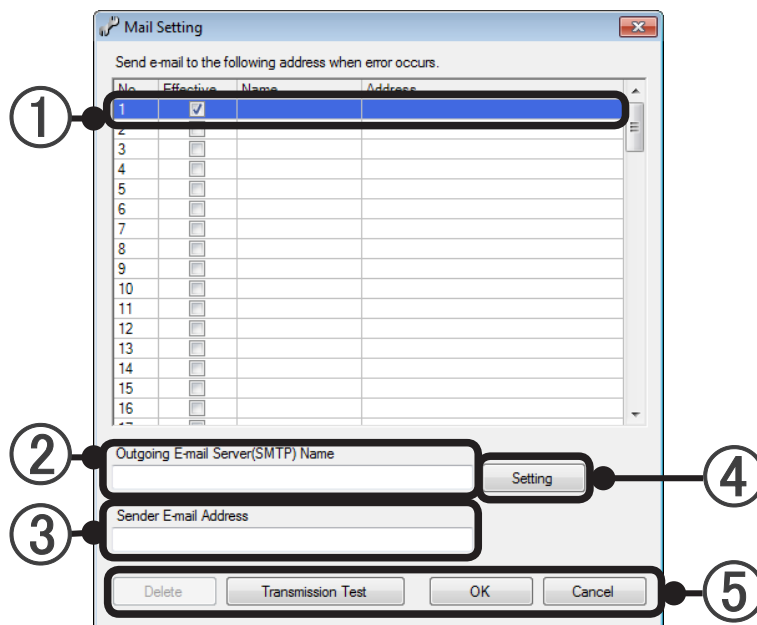 Mail Setting
Send e-mail to the following address when error occurs.
No. Effective Name Address
① 1
2
3
4
5
6
7
8
9
10
11
12
13
14
15
16
17
② Outgoing E-mail Server(SMTP) Name
Setting ④
③ Sender E-mail Address
Delete Transmission Test OK Cancel ⑤